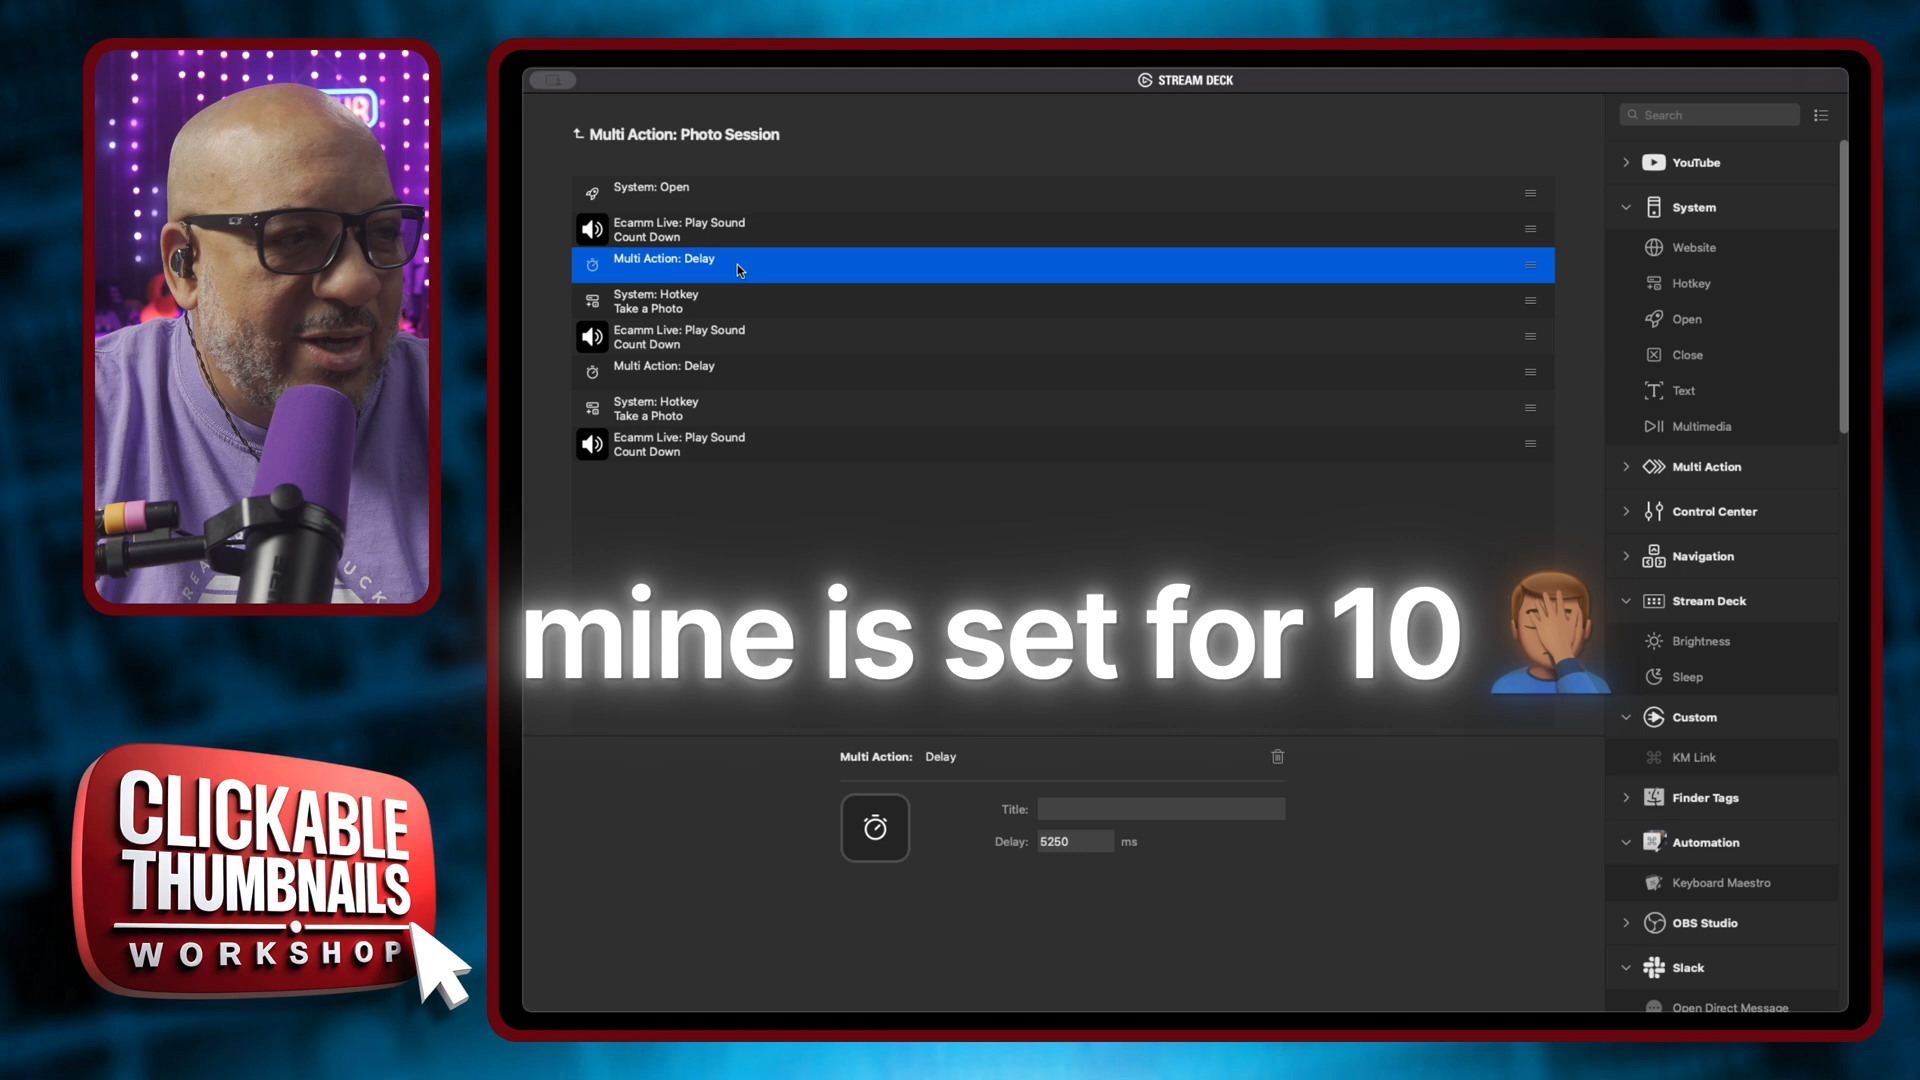 STREAM DECK
Multi Action: Photo Session
System: Open
Ecamm Live: Play Sound
Count Down
Multi Action: Delay
System: Hotkey
Take a Photo
Ecamm Live: Play Sound
Count Down
Multi Action: Delay
System: Hotkey
Take a Photo
Ecamm Live: Play Sound
Count Down
mine is set for 10
Multi Action: Delay
Title:
Delay: 5250 ms
Search
YouTube
System
Website
Hotkey
Open
Close
Text
Multimedia
Multi Action
Control Center
Navigation
Stream Deck
Brightness
Sleep
Custom
KM Link
Finder Tags
Automation
Keyboard Maestro
OBS Studio
Slack
Open Direct Message
CLICKABLE
THUMBNAILS
WORKSHOP